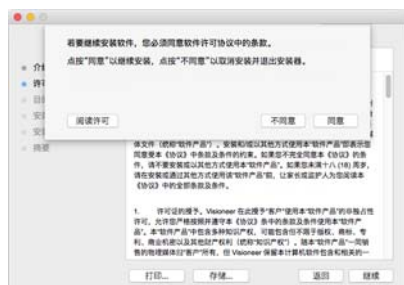 若要继续安装软件，您必须同意软件许可协议中的条款。
点按"同意"以继续安装，点按"不同意"以取消安装并退出安装器。
阅读许可
不同意
同意
介
许
目
安
安
摘要
体文件（统称"软件产品"）。安装和/或以其他方式使用本"软件产品"即表示您
同意受本《协议》中条款及条件的约束。如果您不完全同意本《协议》的条
件，请不要安装或以其他方式使用本"软件产品"。如果您未满十八 (18) 周岁，
请在安装或通过其他方式使用该"软件产品"前，让家长或监护人为您阅读本
《协议》中的全部条款及条件。
1. 许可证的授予。Visioneer 在此授予"客户"使用本"软件产品"的非独占性
许可，允许您严格按照并遵守本《协议》条中的条款及条件使用本"软件产
品"。本"软件产品"中包含多种知识产权，可能包含但不限于版权、商标、专
利、商业机密以及其他财产权利（统称"知识产权"）。随本"软件产品"一同销
售的物理媒体归"客户"所有，但 Visioneer 保留本计算机软件包含和相关的一
打印...
存储...
返回
继续